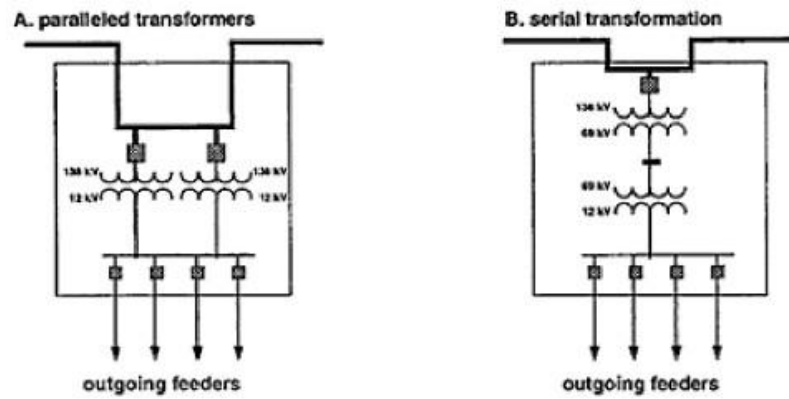 A. paralleled transformers
B. serial transformation
138 kV
138 kV
12 kV
12 kV
138 kV
69 kV
69 kV
12 kV
outgoing feeders
outgoing feeders